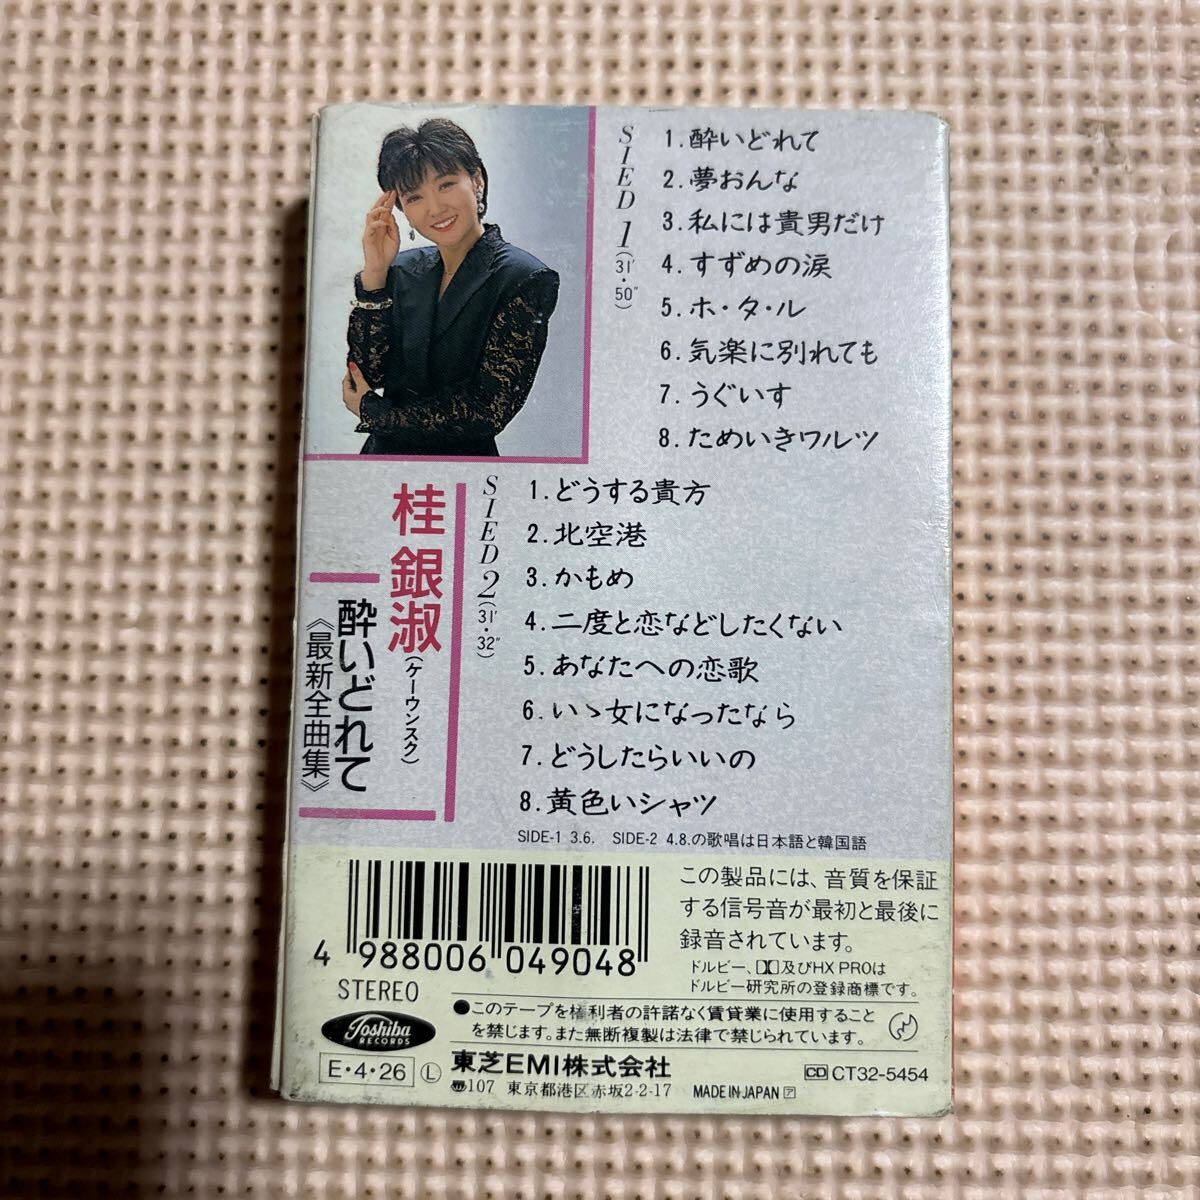 SIED 1 (31'・50")
1.酔いどれて
2.夢おんな
3.私には貴男だけ
4.すずめの涙
5.ホ・タ・ル
6.気楽に別れても
7.うぐいす
8.ためいきワルツ
SIED 2 (31'・32")
1.どうする貴方
2.北空港
3.かもめ
4.二度と恋などしたくない
5.あなたへの恋歌
6.いゝ女になったなら
7.どうしたらいいの
8.黄色いシャツ
SIDE-1 3.6. SIDE-2 4.8.の歌唱は日本語と韓国語
桂銀淑(ケーウンスク)
酔いどれて
《最新全曲集》
4 988006 049048
この製品には、音質を保証
する信号音が最初と最後に
録音されています。
ドルビー、及びHX PROは
ドルビー研究所の登録商標です。
STEREO
Toshiba
RECORDS
●このテープを権利者の許諾なく賃貸業に使用すること
を禁じます。また無断複製は法律で禁じられています。
E・4・26 Ⓛ 東芝EMI株式会社
107 東京都港区赤坂2-2-17
CD CT32-5454
MADE IN JAPAN ア